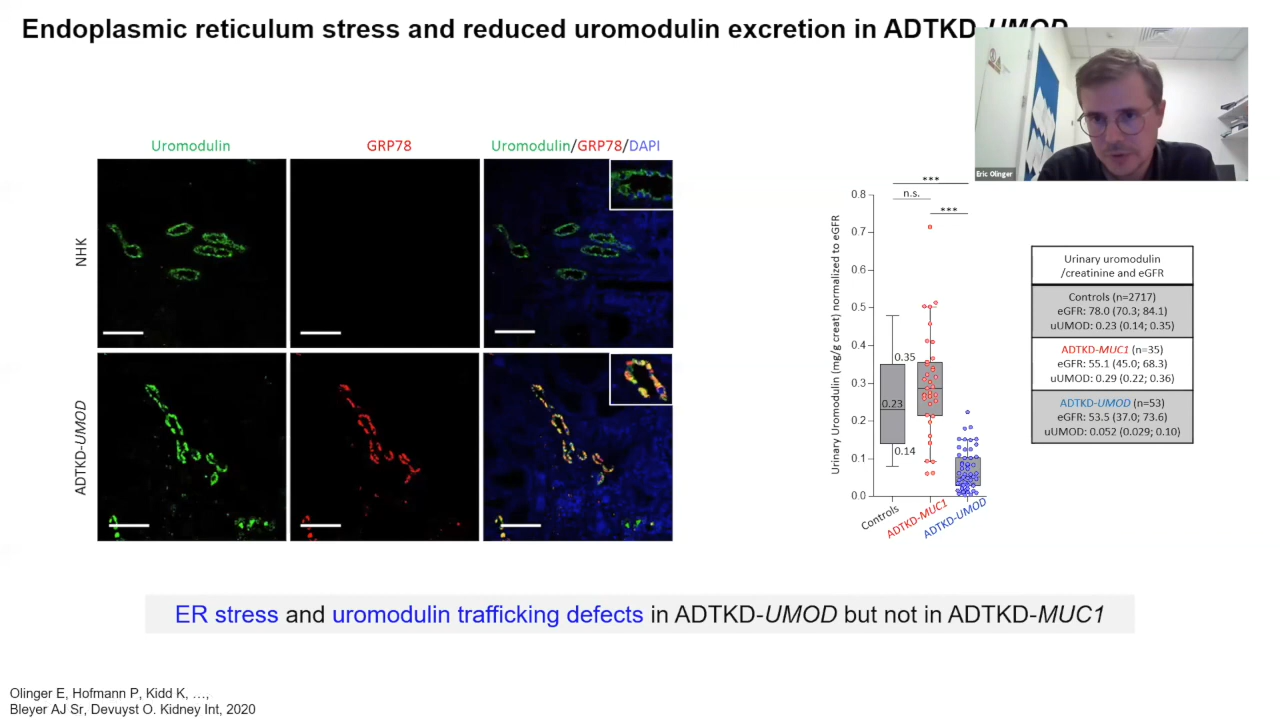 Endoplasmic reticulum stress and reduced uromodulin excretion in ADTKD-UMOD
Eric Olinger
Uromodulin
GRP78
Uromodulin/GRP78/DAPI
NHK
ADTKD-UMOD
Urinary Uromodulin (mg/g creat) normalized to eGFR
0.8
0.7
0.6
0.5
0.4
0.3
0.2
0.1
0.0
***
n.s.
***
0.35
0.23
0.14
Controls
ADTKD-MUC1
ADTKD-UMOD
Urinary uromodulin
/creatinine and eGFR
Controls (n=2717)
eGFR: 78.0 (70.3; 84.1)
uUMOD: 0.23 (0.14; 0.35)
ADTKD-MUC1 (n=35)
eGFR: 55.1 (45.0; 68.3)
uUMOD: 0.29 (0.22; 0.36)
ADTKD-UMOD (n=53)
eGFR: 53.5 (37.0; 73.6)
uUMOD: 0.052 (0.029; 0.10)
ER stress and uromodulin trafficking defects in ADTKD-UMOD but not in ADTKD-MUC1
Olinger E, Hofmann P, Kidd K, …,
Bleyer AJ Sr, Devuyst O. Kidney Int, 2020